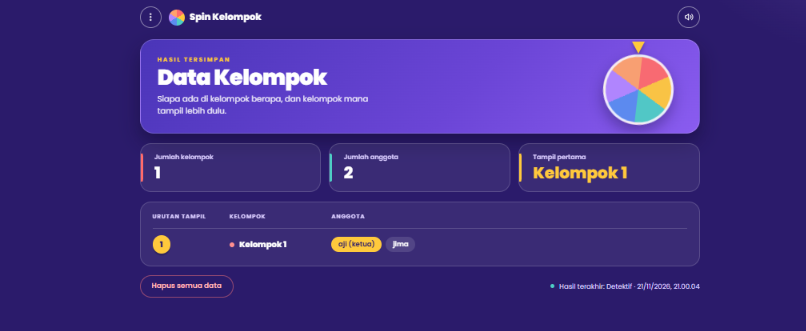 Spin Kelompok
HASIL TERSIMPAN
Data Kelompok
Siapa ada di kelompok berapa, dan kelompok mana
tampil lebih dulu.
Jumlah kelompok
1
Jumlah anggota
2
Tampil pertama
Kelompok 1
URUTAN TAMPIL KELOMPOK ANGGOTA
1 Kelompok 1 aji (ketua) jima
Hapus semua data
Hasil terakhir: Detektif · 21/11/2026, 21.00.04